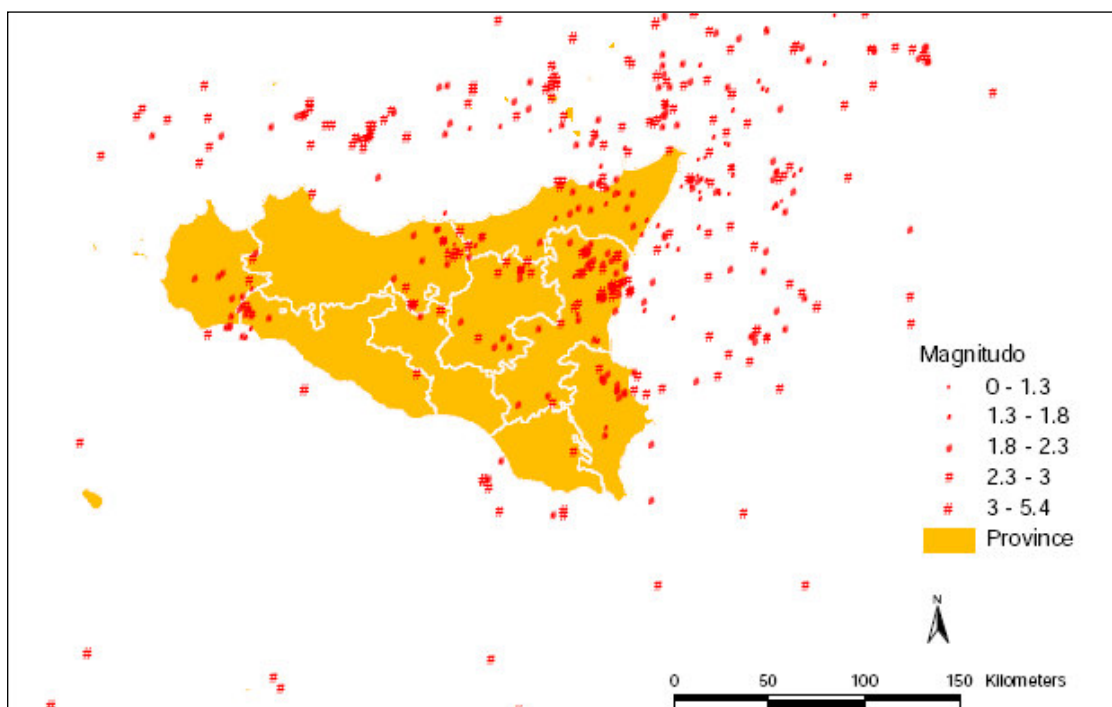 Magnitudo
0 - 1.3
1.3 - 1.8
1.8 - 2.3
# 2.3 - 3
# 3 - 5.4
Province
N
0 50 100 150 Kilometers